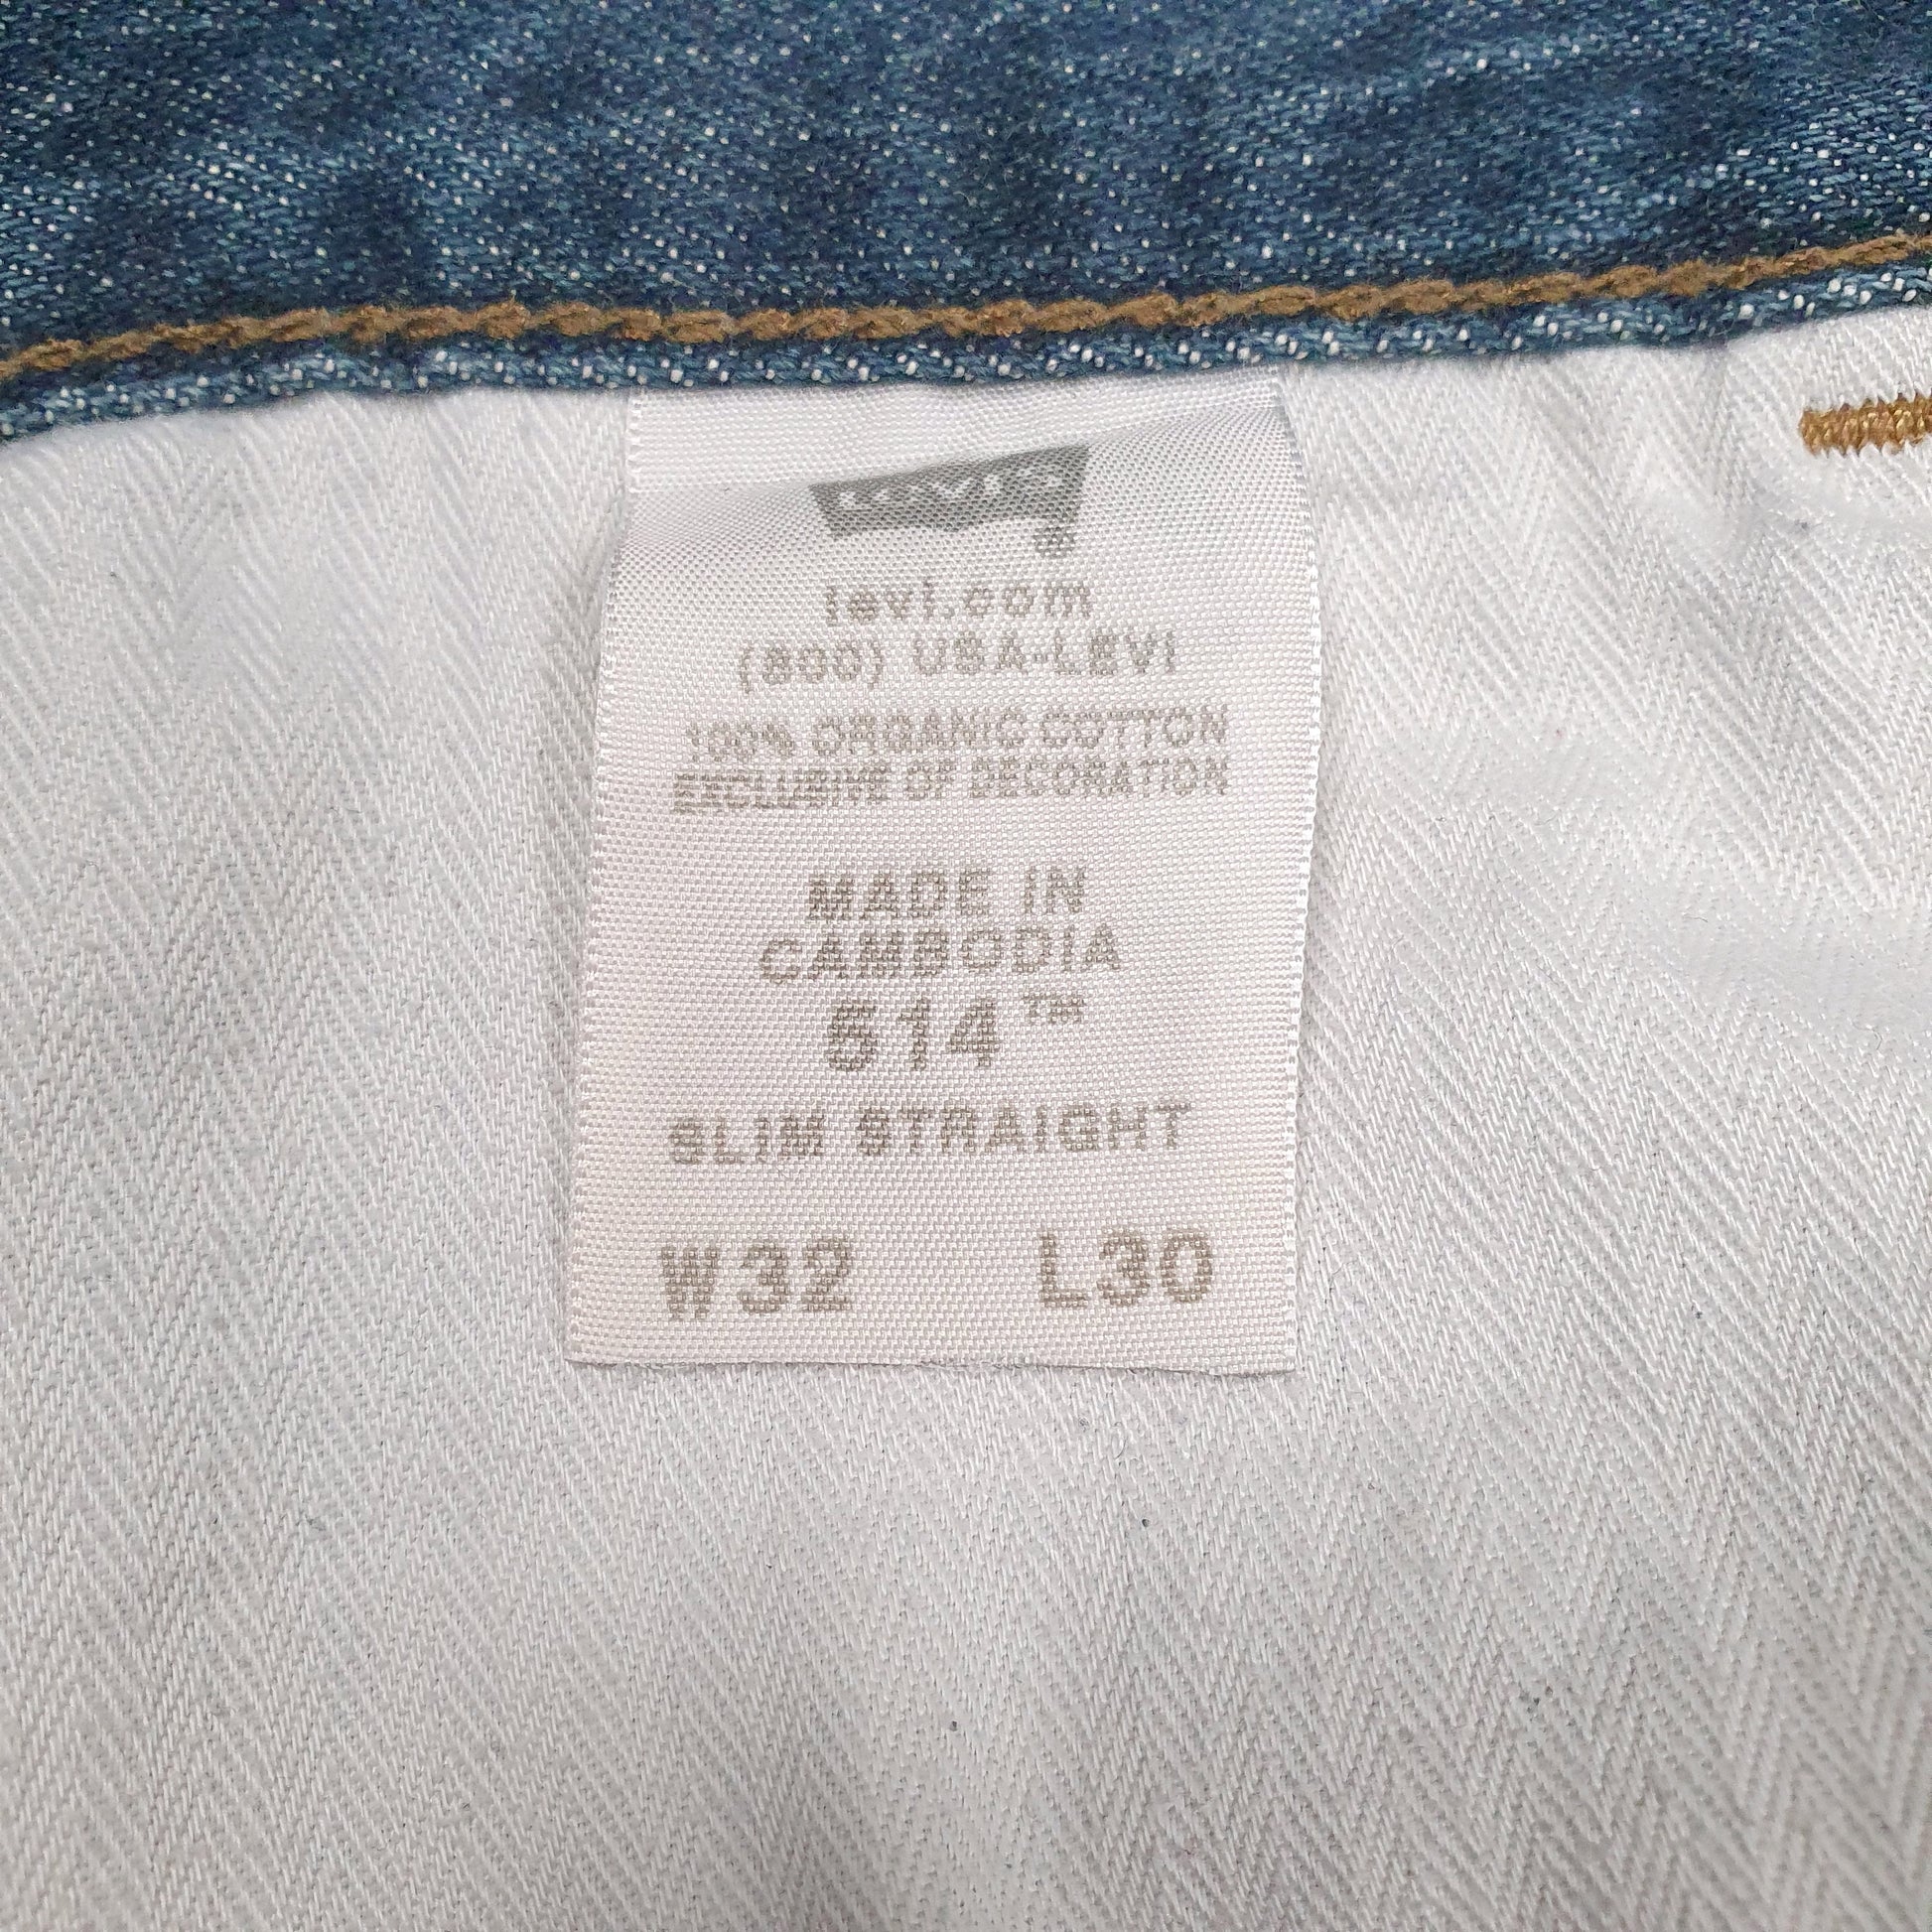 LEVI'S
®
levi.com
(800) USA-LEVI
100% ORGANIC COTTON
EXCLUSIVE OF DECORATION
MADE IN
CAMBODIA
514™
SLIM STRAIGHT
W32 L30